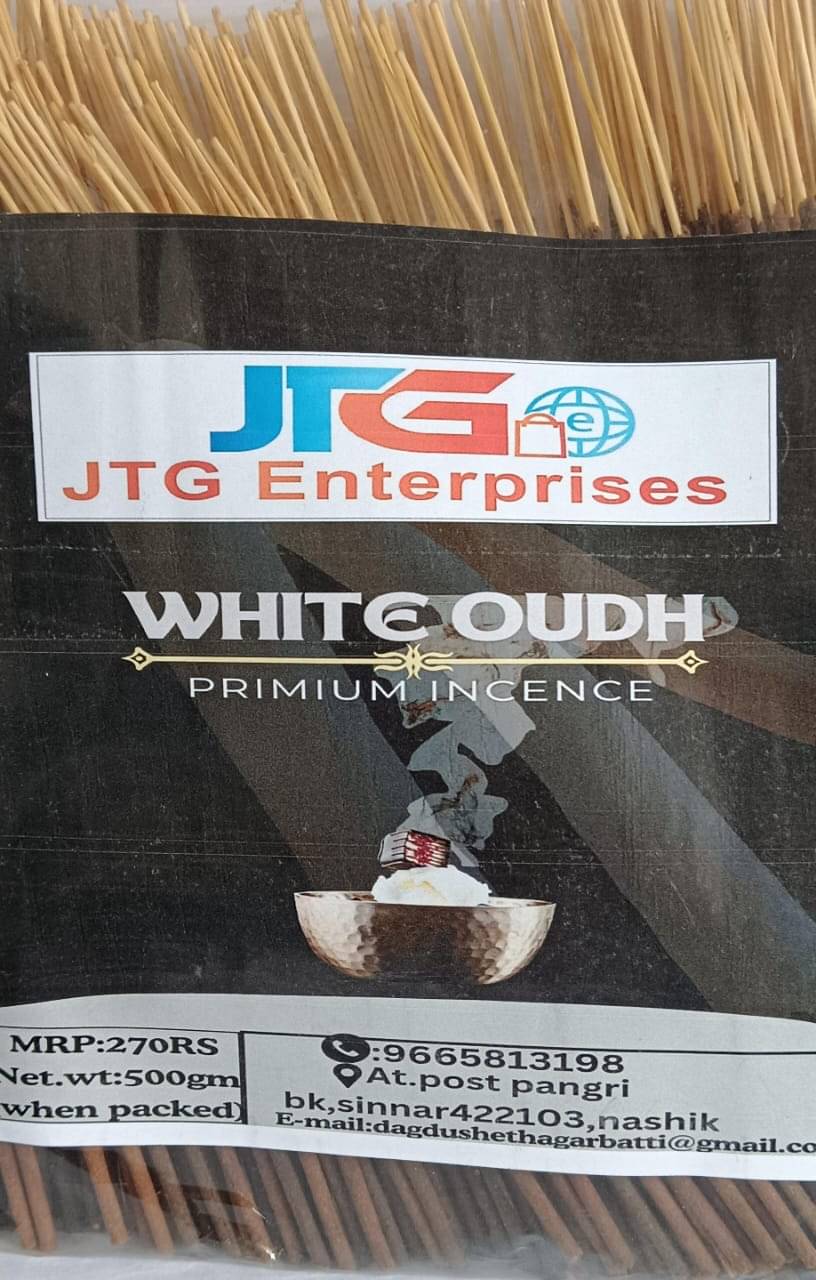 JTG e
JTG Enterprises
WHITE OUDH
PRIMIUM INCENCE
MRP:270RS
Net.wt:500gm
(when packed)
:9665813198
At.post pangri
bk,sinnar422103,nashik
E-mail:dagdushethagarbatti@gmail.co